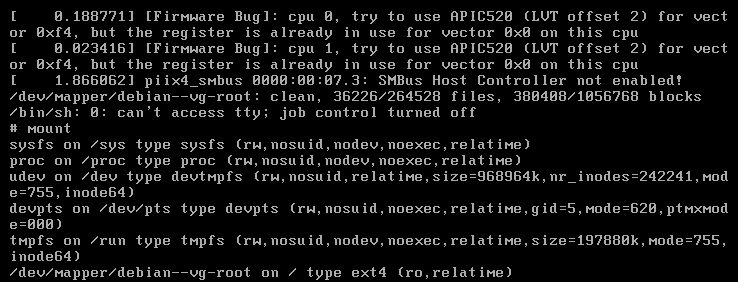 [    0.188771] [Firmware Bug]: cpu 0, try to use APIC520 (LVT offset 2) for vect
or 0xf4, but the register is already in use for vector 0x0 on this cpu
[    0.023416] [Firmware Bug]: cpu 1, try to use APIC520 (LVT offset 2) for vect
or 0xf4, but the register is already in use for vector 0x0 on this cpu
[    1.866062] piix4_smbus 0000:00:07.3: SMBus Host Controller not enabled!
/dev/mapper/debian--vg-root: clean, 36226/264528 files, 380408/1056768 blocks
/bin/sh: 0: can't access tty; job control turned off
# mount
sysfs on /sys type sysfs (rw,nosuid,nodev,noexec,relatime)
proc on /proc type proc (rw,nosuid,nodev,noexec,relatime)
udev on /dev type devtmpfs (rw,nosuid,relatime,size=968964k,nr_inodes=242241,mod
e=755,inode64)
devpts on /dev/pts type devpts (rw,nosuid,noexec,relatime,gid=5,mode=620,ptmxmod
e=000)
tmpfs on /run type tmpfs (rw,nosuid,nodev,noexec,relatime,size=197880k,mode=755,
inode64)
/dev/mapper/debian--vg-root on / type ext4 (ro,relatime)